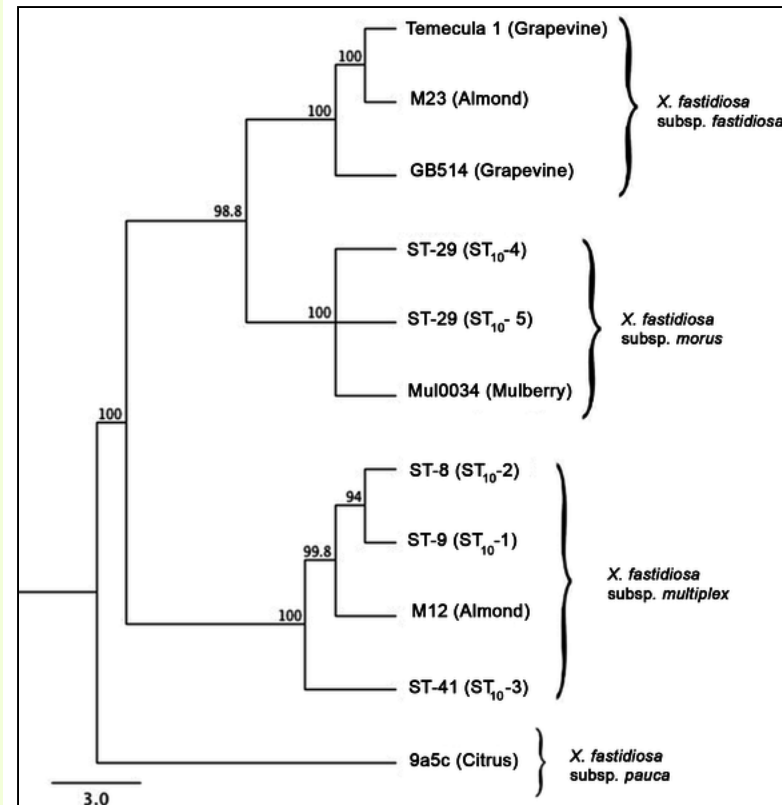 Temecula 1 (Grapevine)
100
M23 (Almond)
100
X. fastidiosa
subsp. fastidiosa
GB514 (Grapevine)
98.8
ST-29 (ST10-4)
100
ST-29 (ST10- 5)
X. fastidiosa
subsp. morus
Mul0034 (Mulberry)
100
ST-8 (ST10-2)
94
ST-9 (ST10-1)
99.8
X. fastidiosa
subsp. multiplex
M12 (Almond)
100
ST-41 (ST10-3)
9a5c (Citrus)
X. fastidiosa
subsp. pauca
3.0